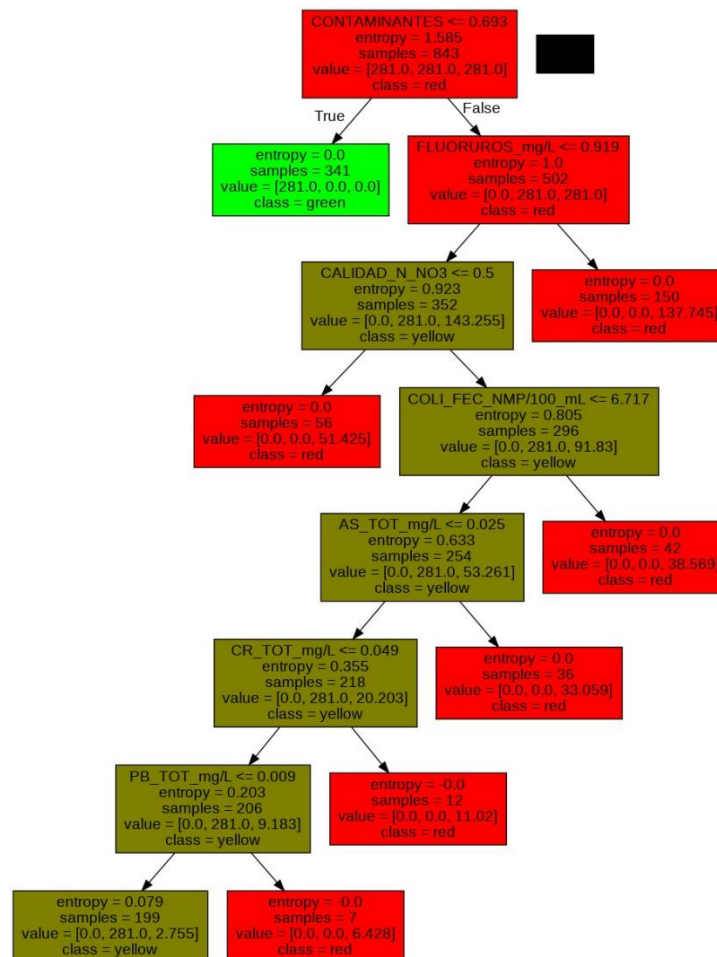 CONTAMINANTES <= 0.693
entropy = 1.585
samples = 843
value = [281.0, 281.0, 281.0]
class = red
True
False
entropy = 0.0
samples = 341
value = [281.0, 0.0, 0.0]
class = green
FLUORUROS_mg/L <= 0.919
entropy = 1.0
samples = 502
value = [0.0, 281.0, 281.0]
class = red
CALIDAD_N_NO3 <= 0.5
entropy = 0.923
samples = 352
value = [0.0, 281.0, 143.255]
class = yellow
entropy = 0.0
samples = 150
value = [0.0, 0.0, 137.745]
class = red
entropy = 0.0
samples = 56
value = [0.0, 0.0, 51.425]
class = red
COLI_FEC_NMP/100_mL <= 6.717
entropy = 0.805
samples = 296
value = [0.0, 281.0, 91.83]
class = yellow
AS_TOT_mg/L <= 0.025
entropy = 0.633
samples = 254
value = [0.0, 281.0, 53.261]
class = yellow
entropy = 0.0
samples = 42
value = [0.0, 0.0, 38.569]
class = red
CR_TOT_mg/L <= 0.049
entropy = 0.355
samples = 218
value = [0.0, 281.0, 20.203]
class = yellow
entropy = 0.0
samples = 36
value = [0.0, 0.0, 33.059]
class = red
PB_TOT_mg/L <= 0.009
entropy = 0.203
samples = 206
value = [0.0, 281.0, 9.183]
class = yellow
entropy = -0.0
samples = 12
value = [0.0, 0.0, 11.02]
class = red
entropy = 0.079
samples = 199
value = [0.0, 281.0, 2.755]
class = yellow
entropy = -0.0
samples = 7
value = [0.0, 0.0, 6.428]
class = red